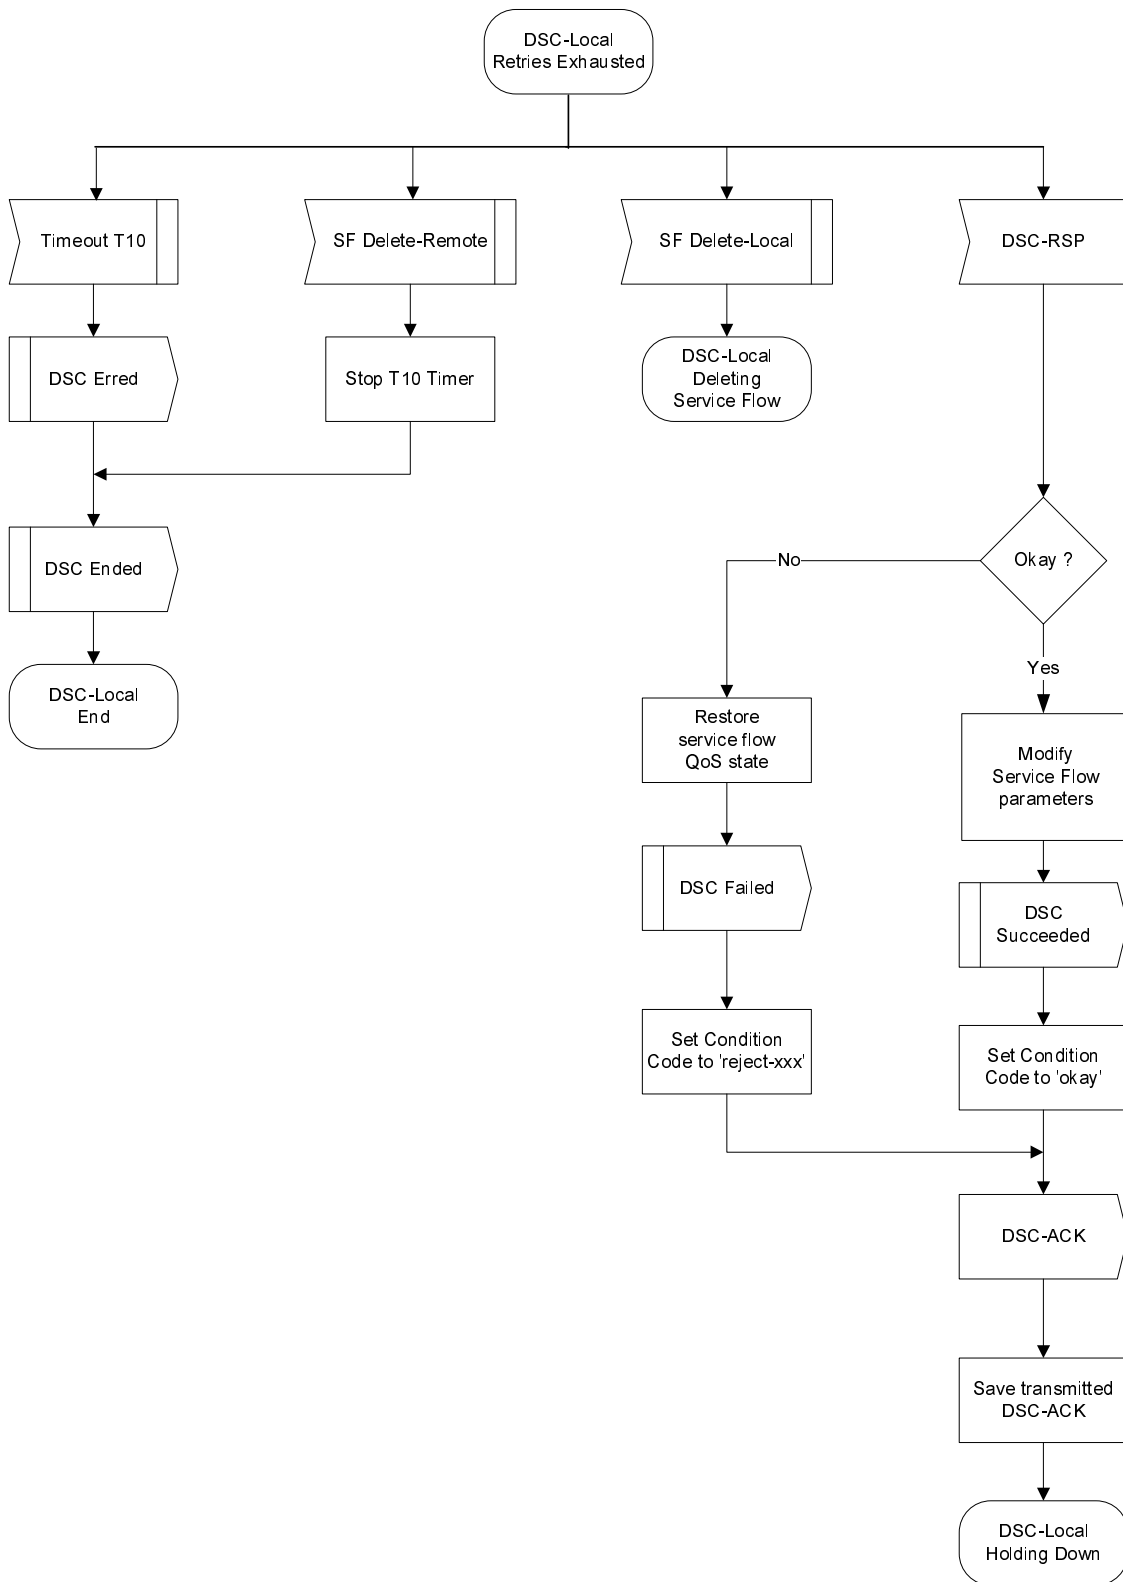 DSC-Local
Retries Exhausted
Timeout T10
SF Delete-Remote
SF Delete-Local
DSC-RSP
DSC Erred
Stop T10 Timer
DSC-Local
Deleting
Service Flow
DSC Ended
No
Okay ?
Yes
DSC-Local
End
Restore
service flow
QoS state
Modify
Service Flow
parameters
DSC Failed
DSC
Succeeded
Set Condition
Code to 'reject-xxx'
Set Condition
Code to 'okay'
DSC-ACK
Save transmitted
DSC-ACK
DSC-Local
Holding Down